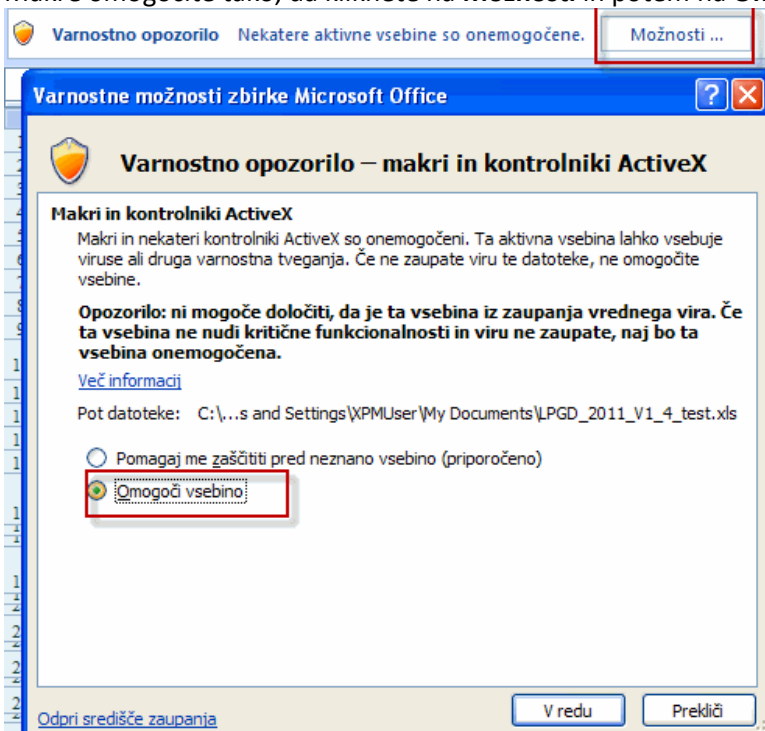 Varnostno opozorilo Nekatere aktivne vsebine so onemogočene. Možnosti ...
Varnostne možnosti zbirke Microsoft Office
Varnostno opozorilo – makri in kontrolniki ActiveX
Makri in kontrolniki ActiveX
Makri in nekateri kontrolniki ActiveX so onemogočeni. Ta aktivna vsebina lahko vsebuje
viruse ali druga varnostna tveganja. Če ne zaupate viru te datoteke, ne omogočite
vsebine.
Opozorilo: ni mogoče določiti, da je ta vsebina iz zaupanja vrednega vira. Če
ta vsebina ne nudi kritične funkcionalnosti in viru ne zaupate, naj bo ta
vsebina onemogočena.
Več informacij
Pot datoteke: C:\...s and Settings\XPMUser\My Documents\LPGD_2011_V1_4_test.xls
Pomagaj me zaščititi pred neznano vsebino (priporočeno)
Omogoči vsebino
Odpri središče zaupanja V redu Prekliči